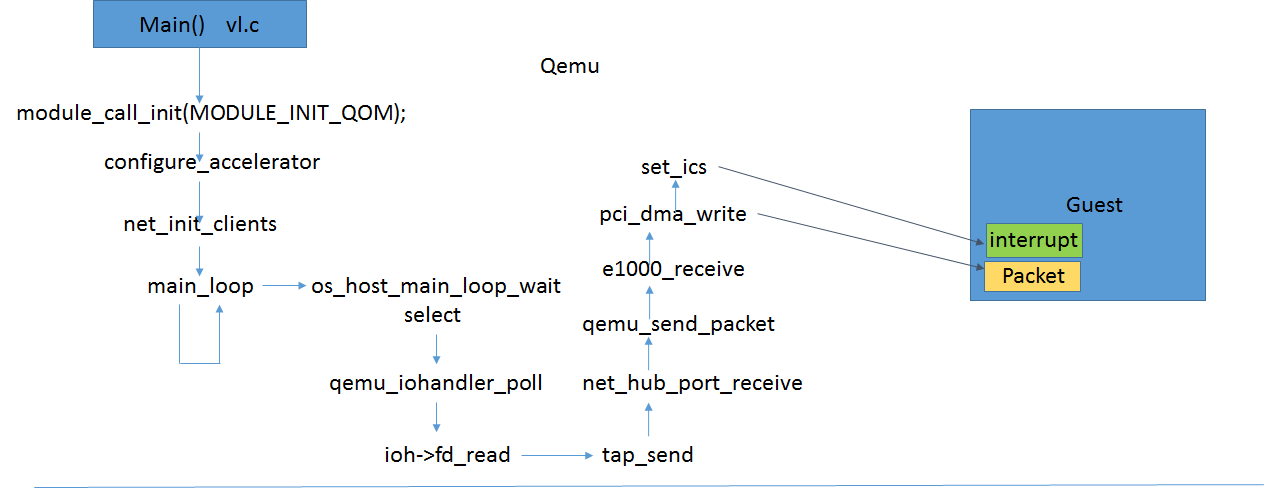 Main() vl.c
Qemu
module_call_init(MODULE_INIT_QOM);
configure_accelerator
net_init_clients
main_loop
os_host_main_loop_wait
select
qemu_iohandler_poll
ioh->fd_read
tap_send
net_hub_port_receive
qemu_send_packet
e1000_receive
pci_dma_write
set_ics
Guest
interrupt
Packet